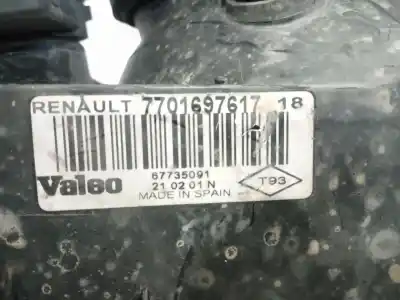 RENAULT 7701697617 18
67735091
Valeo 21 02 01 N
MADE IN SPAIN
T93